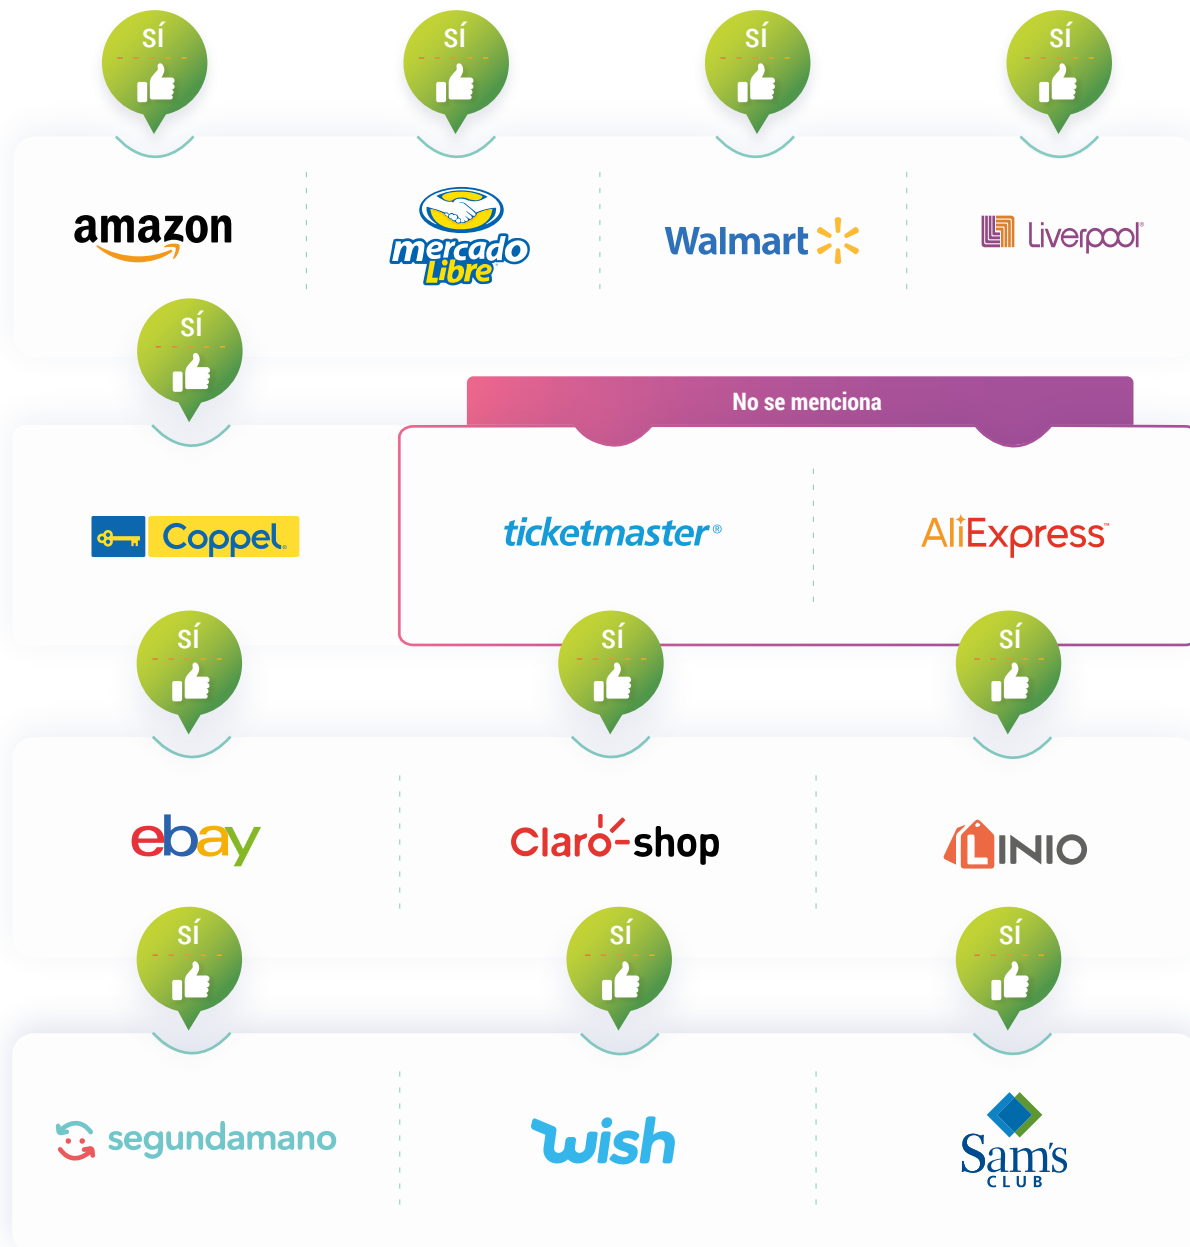 SÍ SÍ SÍ SÍ
amazon mercado Libre Walmart Liverpool®
SÍ
No se menciona
Coppel® ticketmaster® AliExpress™
SÍ SÍ SÍ
ebay Claro-shop LINIO
SÍ SÍ SÍ
segundamano wish Sam's CLUB